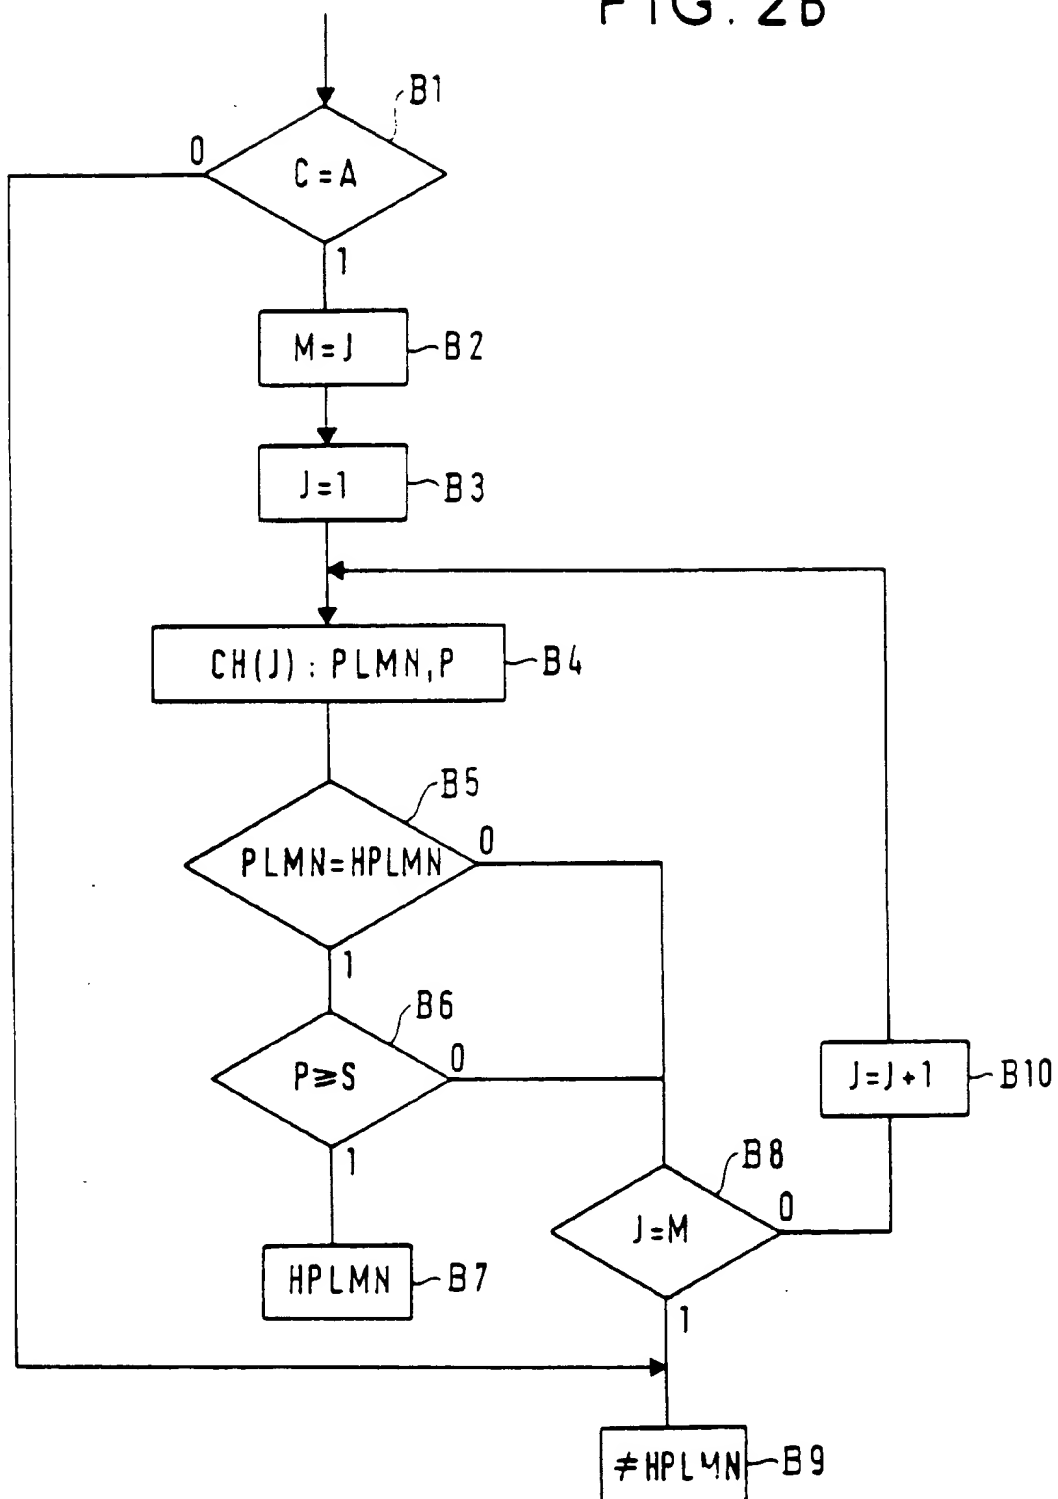 FIG. 2B
B1
0
C=A
1
M=J
B2
J=1
B3
CH(J): PLMN,P
B4
B5
0
PLMN=HPLMN
1
B6
0
P≥S
J=J+1
B10
1
B8
0
J=M
HPLMN
B7
1
≠HPLMN
B9